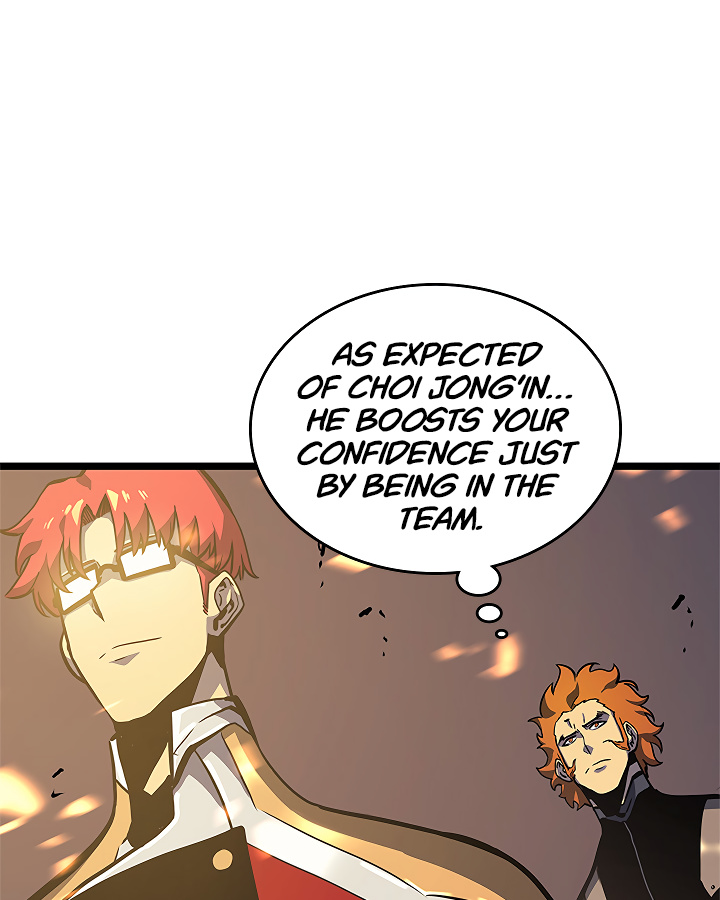 AS EXPECTED
OF CHOI JONG'IN...
HE BOOSTS YOUR
CONFIDENCE JUST
BY BEING IN THE
TEAM.